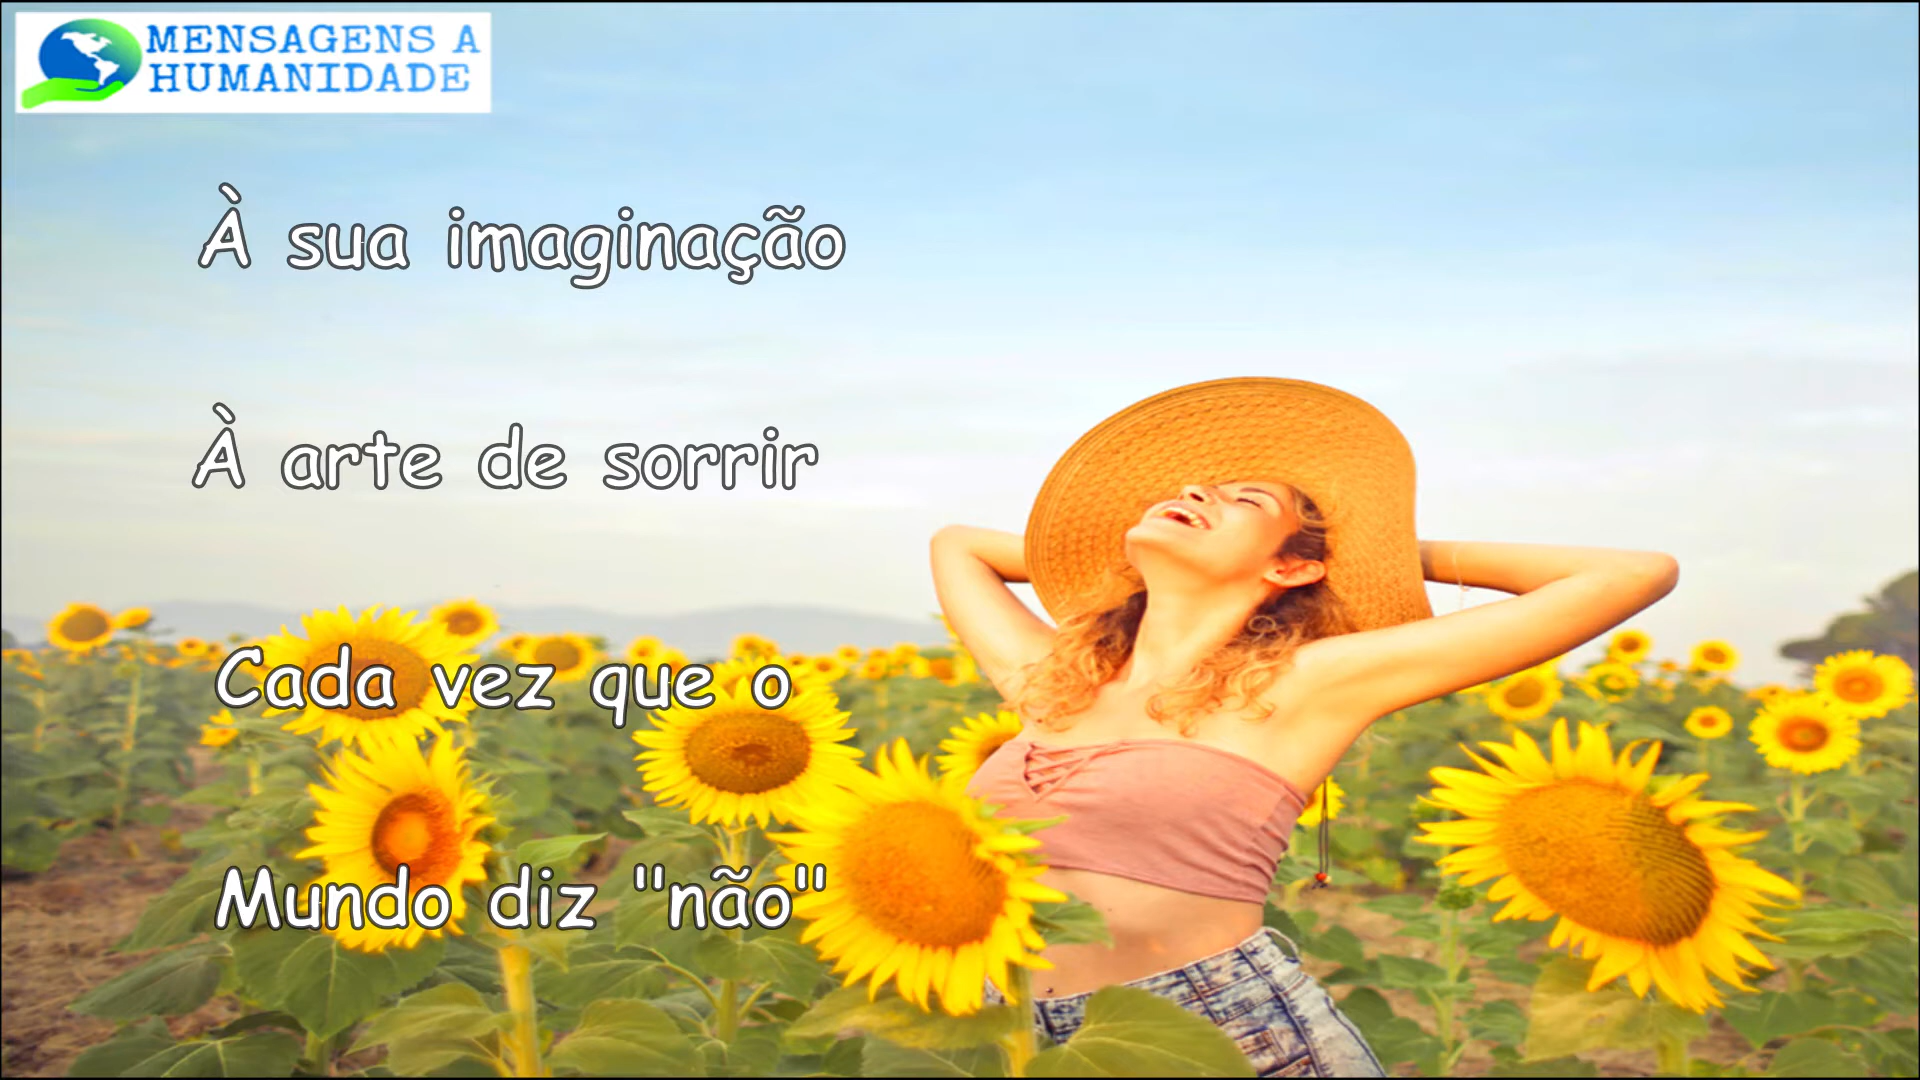 MENSAGENS A
HUMANIDADE
À sua imaginação
À arte de sorrir
Cada vez que o
Mundo diz "não"